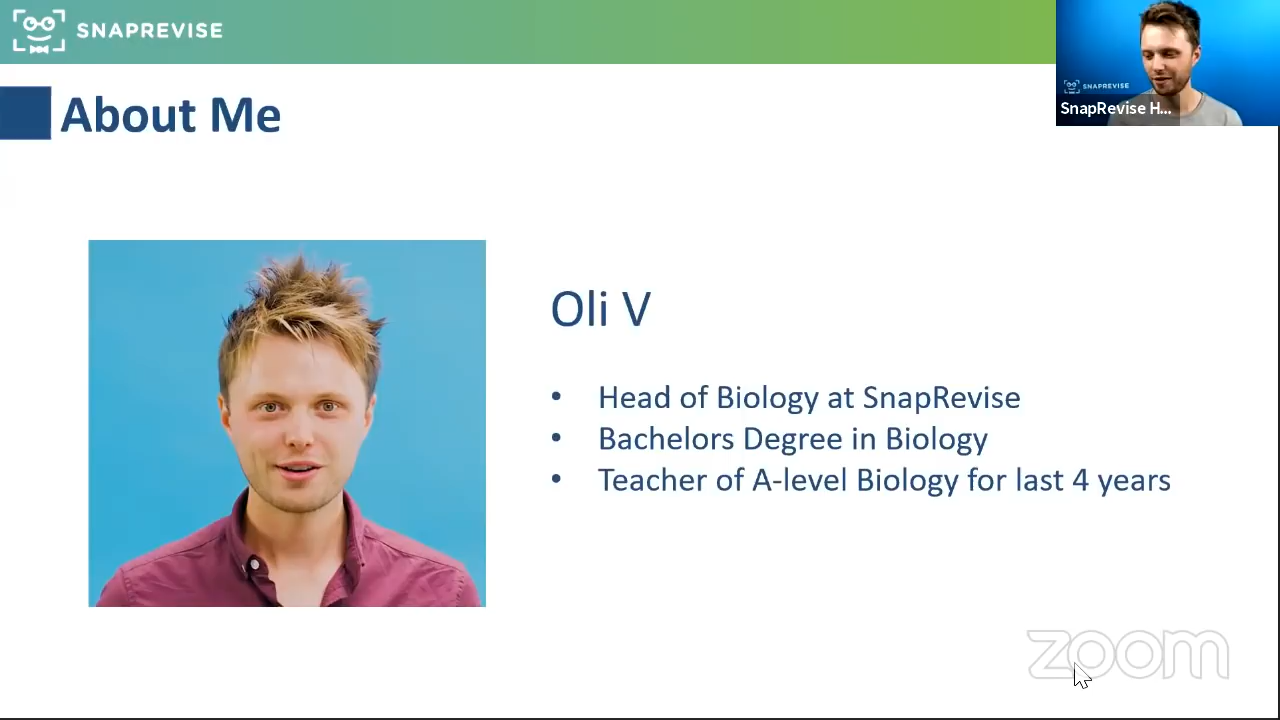 SNAPREVISE
SNAPREVISE
SnapRevise H...
About Me
Oli V
• Head of Biology at SnapRevise
• Bachelors Degree in Biology
• Teacher of A-level Biology for last 4 years
zoom